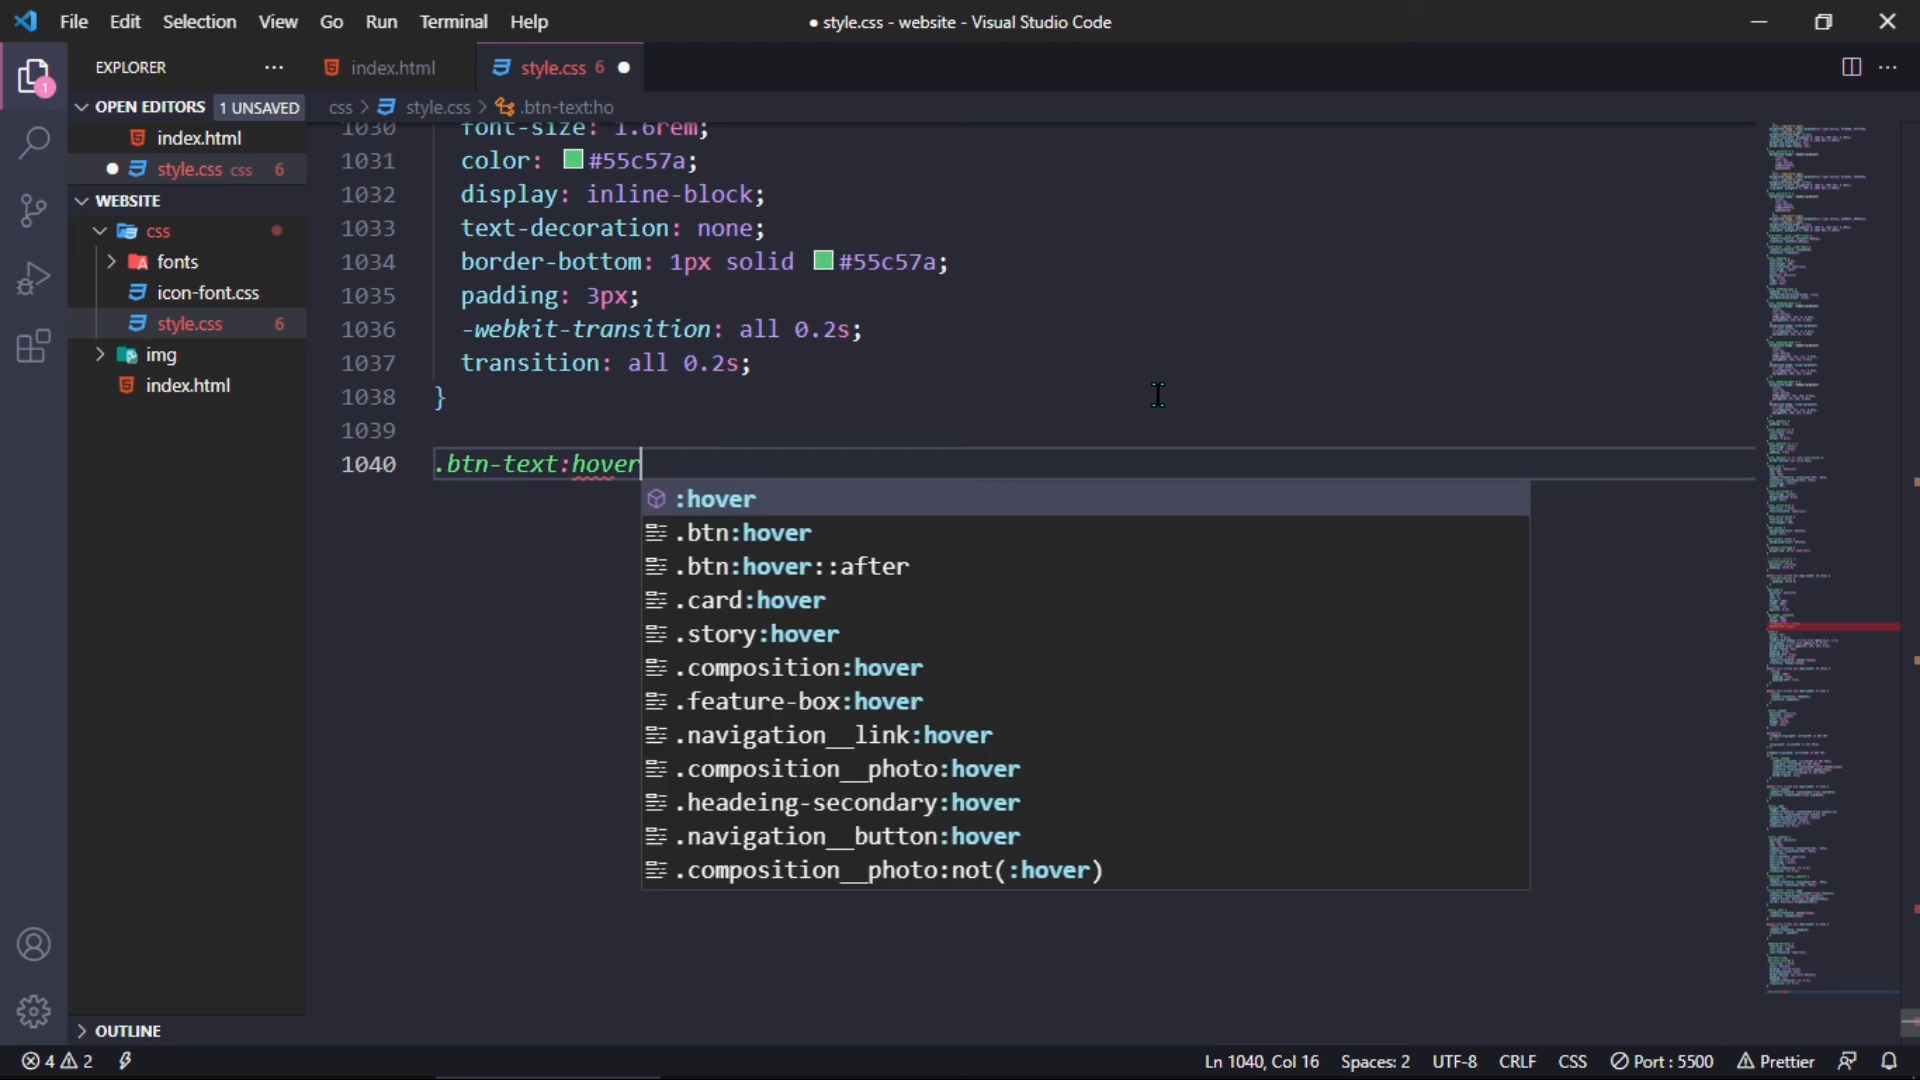 File Edit Selection View Go Run Terminal Help
● style.css - website - Visual Studio Code
EXPLORER
index.html
style.css 6
OPEN EDITORS 1 UNSAVED
index.html
style.css css 6
WEBSITE
css
fonts
icon-font.css
style.css 6
img
index.html
OUTLINE
1
css > style.css > .btn-text:ho
1030 font-size: 1.6rem;
1031 color: #55c57a;
1032 display: inline-block;
1033 text-decoration: none;
1034 border-bottom: 1px solid #55c57a;
1035 padding: 3px;
1036 -webkit-transition: all 0.2s;
1037 transition: all 0.2s;
1038 }
1039
1040 .btn-text:hover
:hover
.btn:hover
.btn:hover::after
.card:hover
.story:hover
.composition:hover
.feature-box:hover
.navigation__link:hover
.composition__photo:hover
.headeing-secondary:hover
.navigation__button:hover
.composition__photo:not(:hover)
4 2
Ln 1040, Col 16 Spaces: 2 UTF-8 CRLF CSS Port : 5500 Prettier